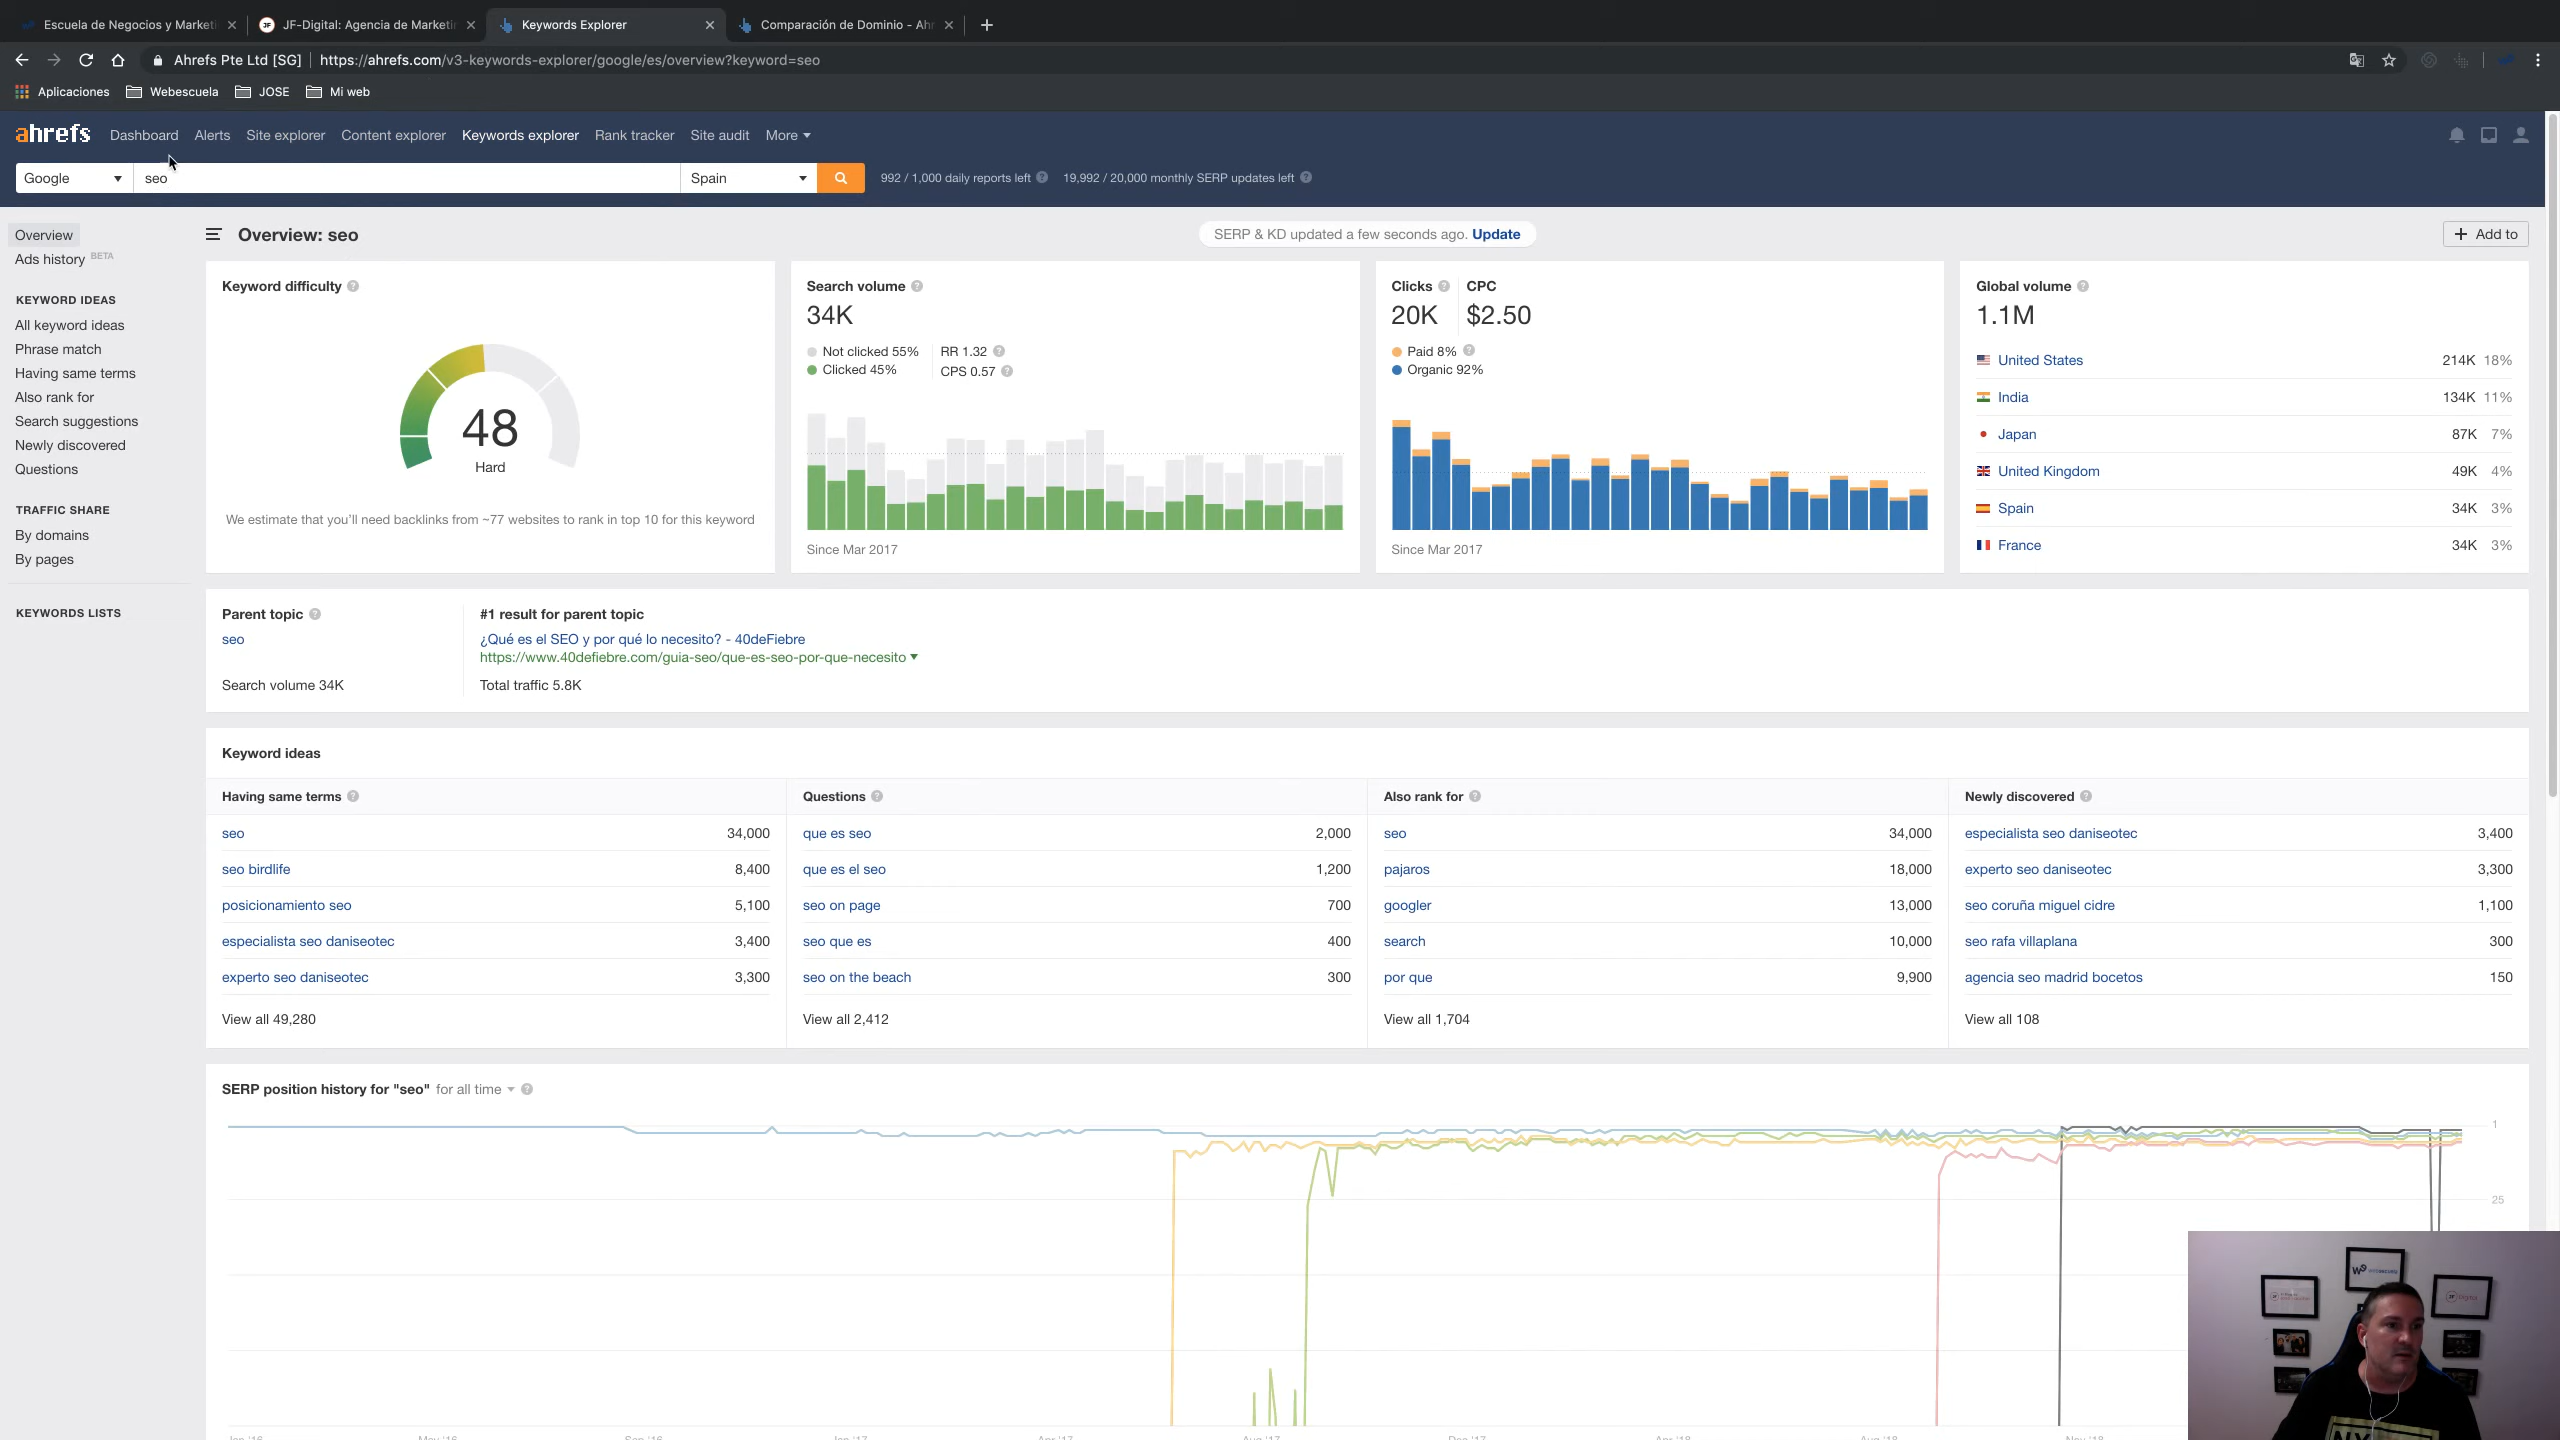 Escuela de Negocios y Marketi
JF-Digital: Agencia de Marketin
Keywords Explorer
Comparación de Dominio - Ah
Ahrefs Pte Ltd [SG]
https://ahrefs.com/v3-keywords-explorer/google/es/overview?keyword=seo
Aplicaciones
Webescuela
JOSE
Mi web
ahrefs
Dashboard
Alerts
Site explorer
Content explorer
Keywords explorer
Rank tracker
Site audit
More
Google
seo
Spain
992 / 1,000 daily reports left
19,992 / 20,000 monthly SERP updates left
Overview
Ads history BETA
KEYWORD IDEAS
All keyword ideas
Phrase match
Having same terms
Also rank for
Search suggestions
Newly discovered
Questions
TRAFFIC SHARE
By domains
By pages
KEYWORDS LISTS
Overview: seo
SERP & KD updated a few seconds ago. Update
+ Add to
Keyword difficulty
48
Hard
We estimate that you'll need backlinks from ~77 websites to rank in top 10 for this keyword
Search volume
34K
Not clicked 55%
Clicked 45%
RR 1.32
CPS 0.57
Since Mar 2017
Clicks
20K
CPC
$2.50
Paid 8%
Organic 92%
Since Mar 2017
Global volume
1.1M
United States 214K 18%
India 134K 11%
Japan 87K 7%
United Kingdom 49K 4%
Spain 34K 3%
France 34K 3%
Parent topic
seo
Search volume 34K
#1 result for parent topic
¿Qué es el SEO y por qué lo necesito? - 40deFiebre
https://www.40defiebre.com/guia-seo/que-es-seo-por-que-necesito
Total traffic 5.8K
Keyword ideas
Having same terms
seo 34,000
seo birdlife 8,400
posicionamiento seo 5,100
especialista seo daniseotec 3,400
experto seo daniseotec 3,300
View all 49,280
Questions
que es seo 2,000
que es el seo 1,200
seo on page 700
seo que es 400
seo on the beach 300
View all 2,412
Also rank for
seo 34,000
pajaros 18,000
googler 13,000
search 10,000
por que 9,900
View all 1,704
Newly discovered
especialista seo daniseotec 3,400
experto seo daniseotec 3,300
seo coruña miguel cidre 1,100
seo rafa villaplana 300
agencia seo madrid bocetos 150
View all 108
SERP position history for "seo" for all time
1
25